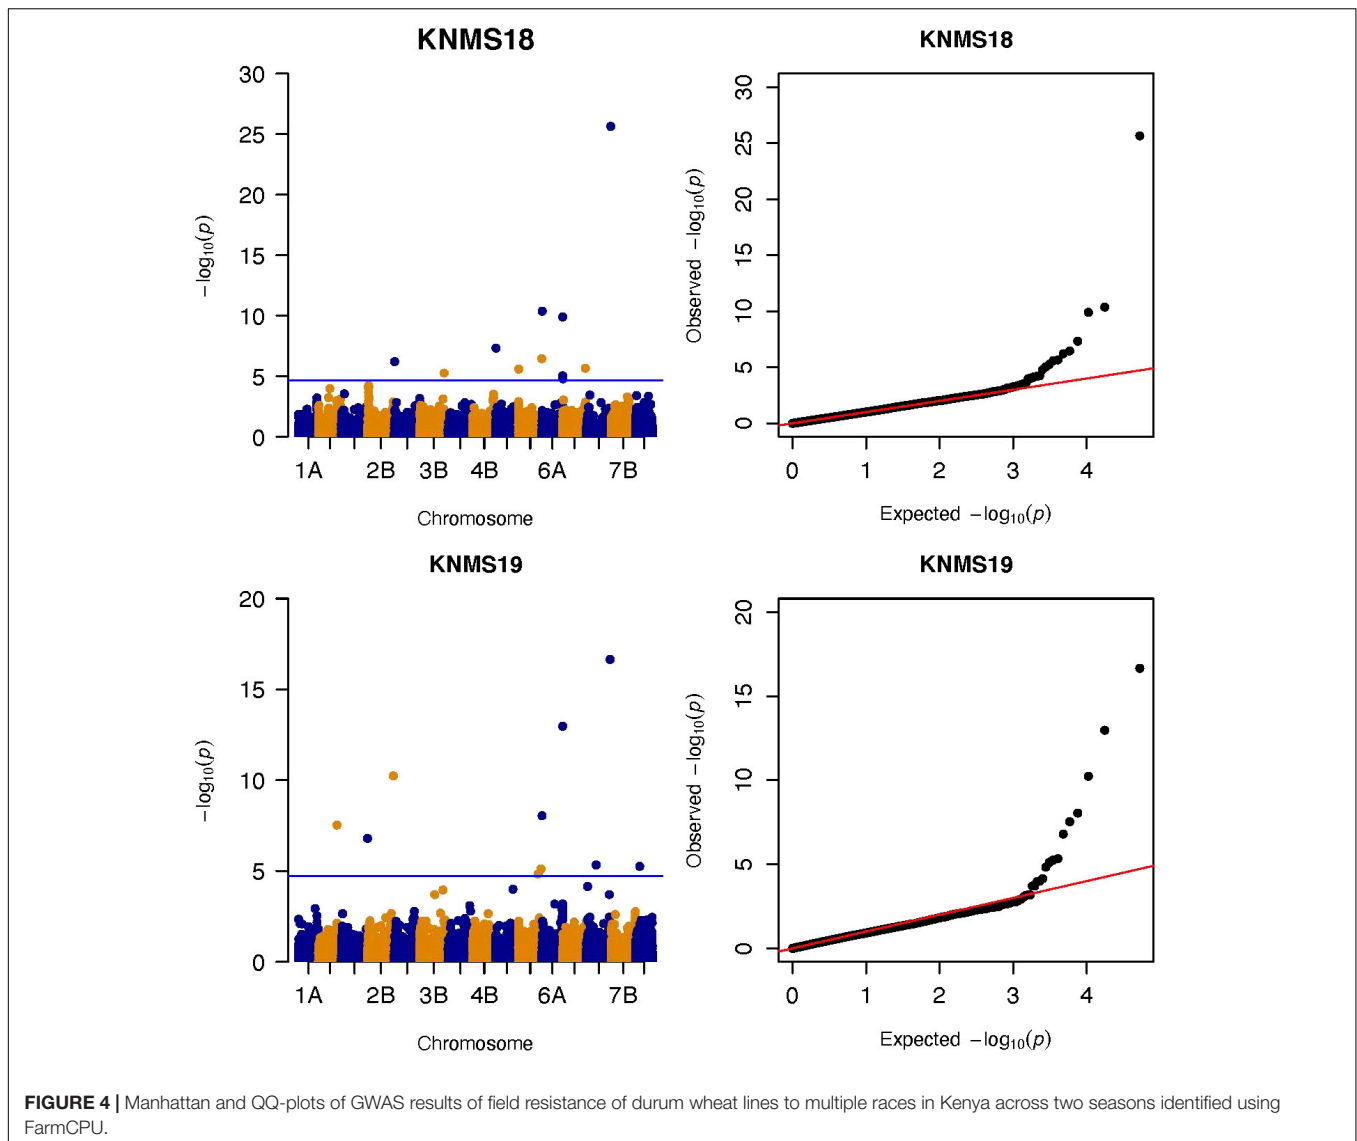 KNMS18
30
25
20
15
10
5
0
−log10(p)
1A 2B 3B 4B 6A 7B
Chromosome
KNMS18
30
25
20
15
10
5
0
Observed −log10(p)
0 1 2 3 4
Expected −log10(p)
KNMS19
20
15
10
5
0
−log10(p)
1A 2B 3B 4B 6A 7B
Chromosome
KNMS19
20
15
10
5
0
Observed −log10(p)
0 1 2 3 4
Expected −log10(p)
FIGURE 4 | Manhattan and QQ-plots of GWAS results of field resistance of durum wheat lines to multiple races in Kenya across two seasons identified using
FarmCPU.